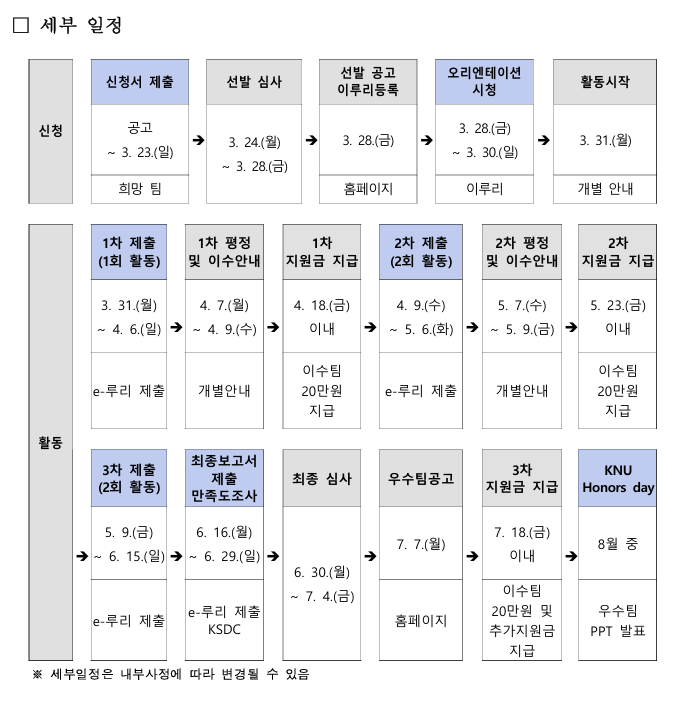 □ 세부 일정
신청
신청서 제출
공고
~ 3. 23.(일)
희망 팀
➔
선발 심사
3. 24.(월)
~ 3. 28.(금)
➔
선발 공고
이루리등록
3. 28.(금)
홈페이지
➔
오리엔테이션
시청
3. 28.(금)
~ 3. 30.(일)
이루리
➔
활동시작
3. 31.(월)
개별 안내
활동
1차 제출
(1회 활동)
3. 31.(월)
~ 4. 6.(일)
e-루리 제출
➔
1차 평정
및 이수안내
4. 7.(월)
~ 4. 9.(수)
개별안내
➔
1차
지원금 지급
4. 18.(금)
이내
이수팀
20만원
지급
➔
2차 제출
(2회 활동)
4. 9.(수)
~ 5. 6.(화)
e-루리 제출
➔
2차 평정
및 이수안내
5. 7.(수)
~ 5. 9.(금)
개별안내
➔
2차
지원금 지급
5. 23.(금)
이내
이수팀
20만원
지급
➔
3차 제출
(2회 활동)
5. 9.(금)
~ 6. 15.(일)
e-루리 제출
➔
최종보고서
제출
만족도조사
6. 16.(월)
~ 6. 29.(일)
e-루리 제출
KSDC
➔
최종 심사
6. 30.(월)
~ 7. 4.(금)
➔
우수팀공고
7. 7.(월)
홈페이지
➔
3차
지원금 지급
7. 18.(금)
이내
이수팀
20만원 및
추가지원금
지급
➔
KNU
Honors day
8월 중
우수팀
PPT 발표
※ 세부일정은 내부사정에 따라 변경될 수 있음